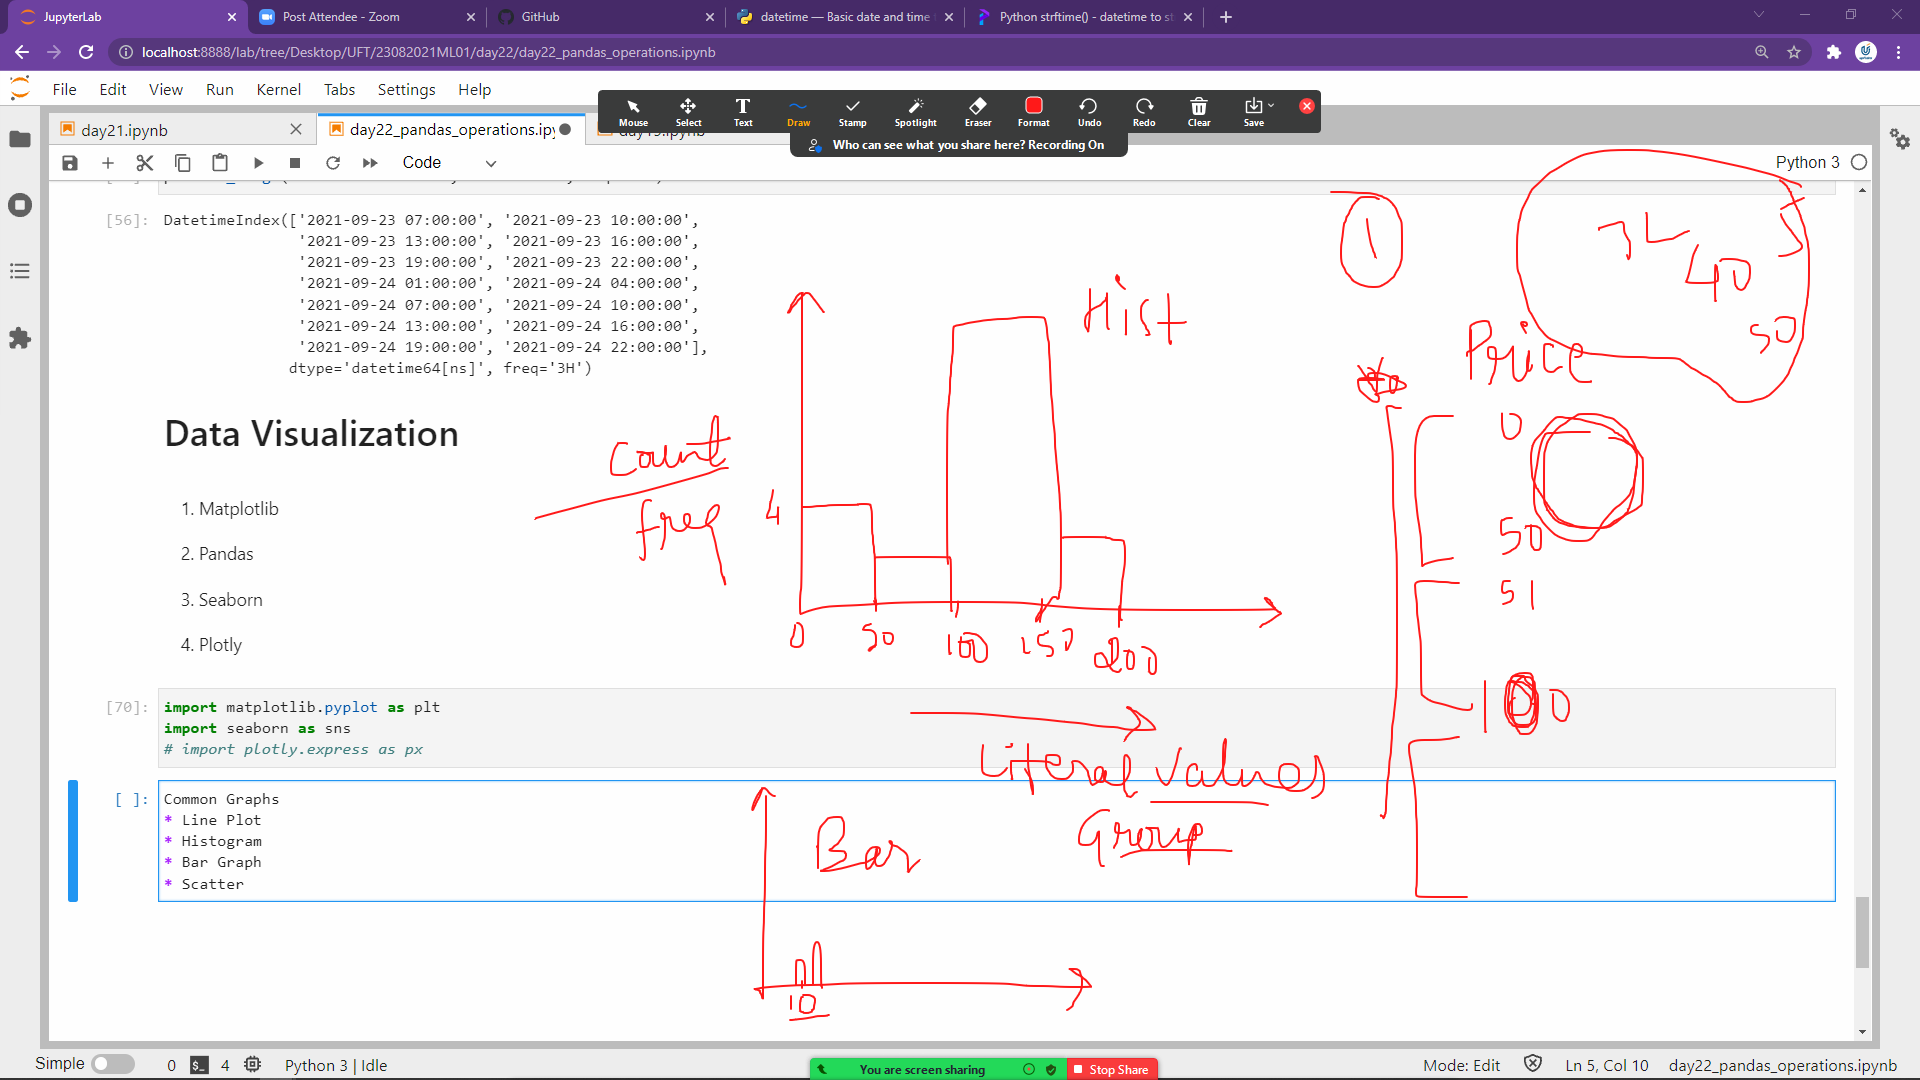 JupyterLab
Post Attendee - Zoom
GitHub
datetime — Basic date and time
Python strftime() - datetime to st
localhost:8888/lab/tree/Desktop/UFT/23082021ML01/day22/day22_pandas_operations.ipynb
File Edit View Run Kernel Tabs Settings Help
Mouse Select Text Draw Stamp Spotlight Eraser Format Undo Redo Clear Save
Who can see what you share here? Recording On
day21.ipynb
day22_pandas_operations.ipy
Code
Python 3
[56]: DatetimeIndex(['2021-09-23 07:00:00', '2021-09-23 10:00:00',
'2021-09-23 13:00:00', '2021-09-23 16:00:00',
'2021-09-23 19:00:00', '2021-09-23 22:00:00',
'2021-09-24 01:00:00', '2021-09-24 04:00:00',
'2021-09-24 07:00:00', '2021-09-24 10:00:00',
'2021-09-24 13:00:00', '2021-09-24 16:00:00',
'2021-09-24 19:00:00', '2021-09-24 22:00:00'],
dtype='datetime64[ns]', freq='3H')
Data Visualization
1. Matplotlib
2. Pandas
3. Seaborn
4. Plotly
[70]: import matplotlib.pyplot as plt
import seaborn as sns
# import plotly.express as px
[ ]: Common Graphs
* Line Plot
* Histogram
* Bar Graph
* Scatter
Hist
Count
freq
4
0 50 100 150 200
Literal Values
Group
Bar
10
1
40
50
Price
0
50
51
100
Simple 0 4 Python 3 | Idle
You are screen sharing Stop Share
Mode: Edit Ln 5, Col 10 day22_pandas_operations.ipynb